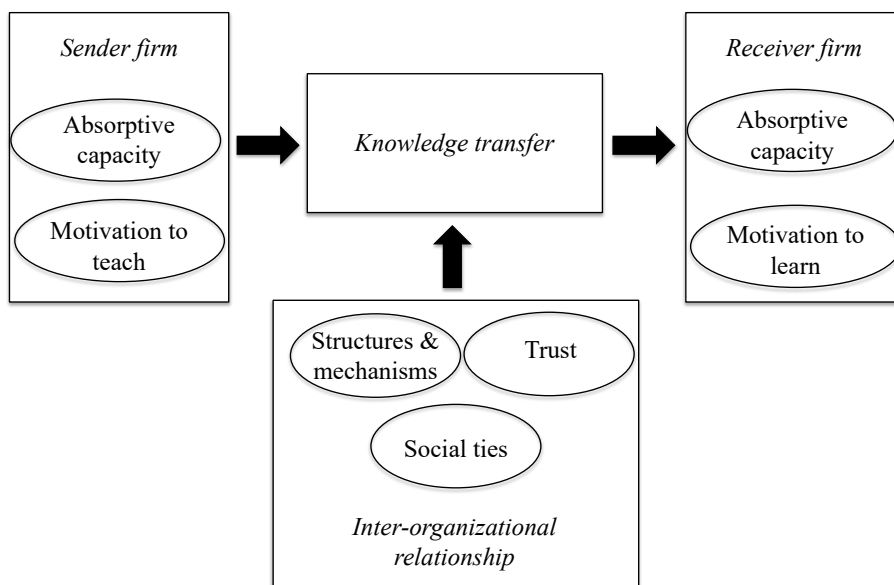 Sender firm
Absorptive
capacity
Motivation to
teach
Knowledge transfer
Receiver firm
Absorptive
capacity
Motivation to
learn
Structures &
mechanisms
Trust
Social ties
Inter-organizational
relationship